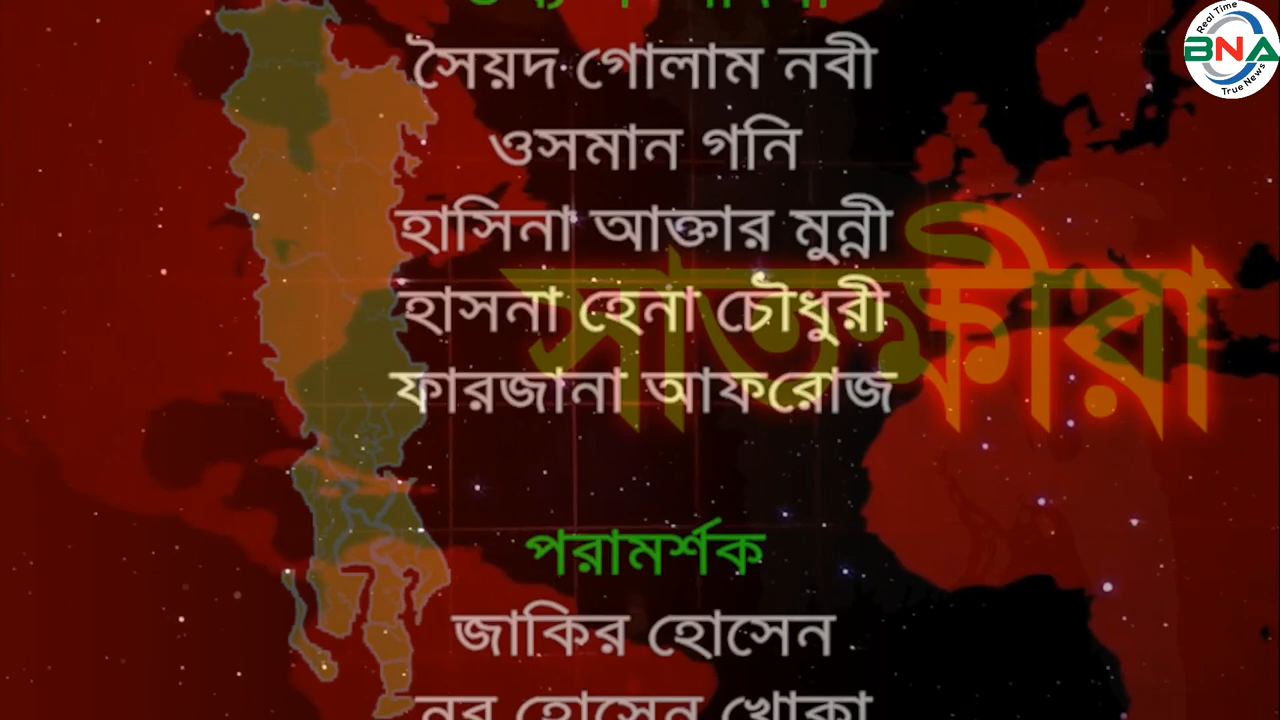 Real Time
BNA
True News
সৈয়দ গোলাম নবী
ওসমান গনি
হাসিনা আক্তার মুন্নী
সাতক্ষীরা
হাসনা হেনা চৌধুরী
ফারজানা আফরোজ
পরামর্শক
জাকির হোসেন
হোসেন খোকা